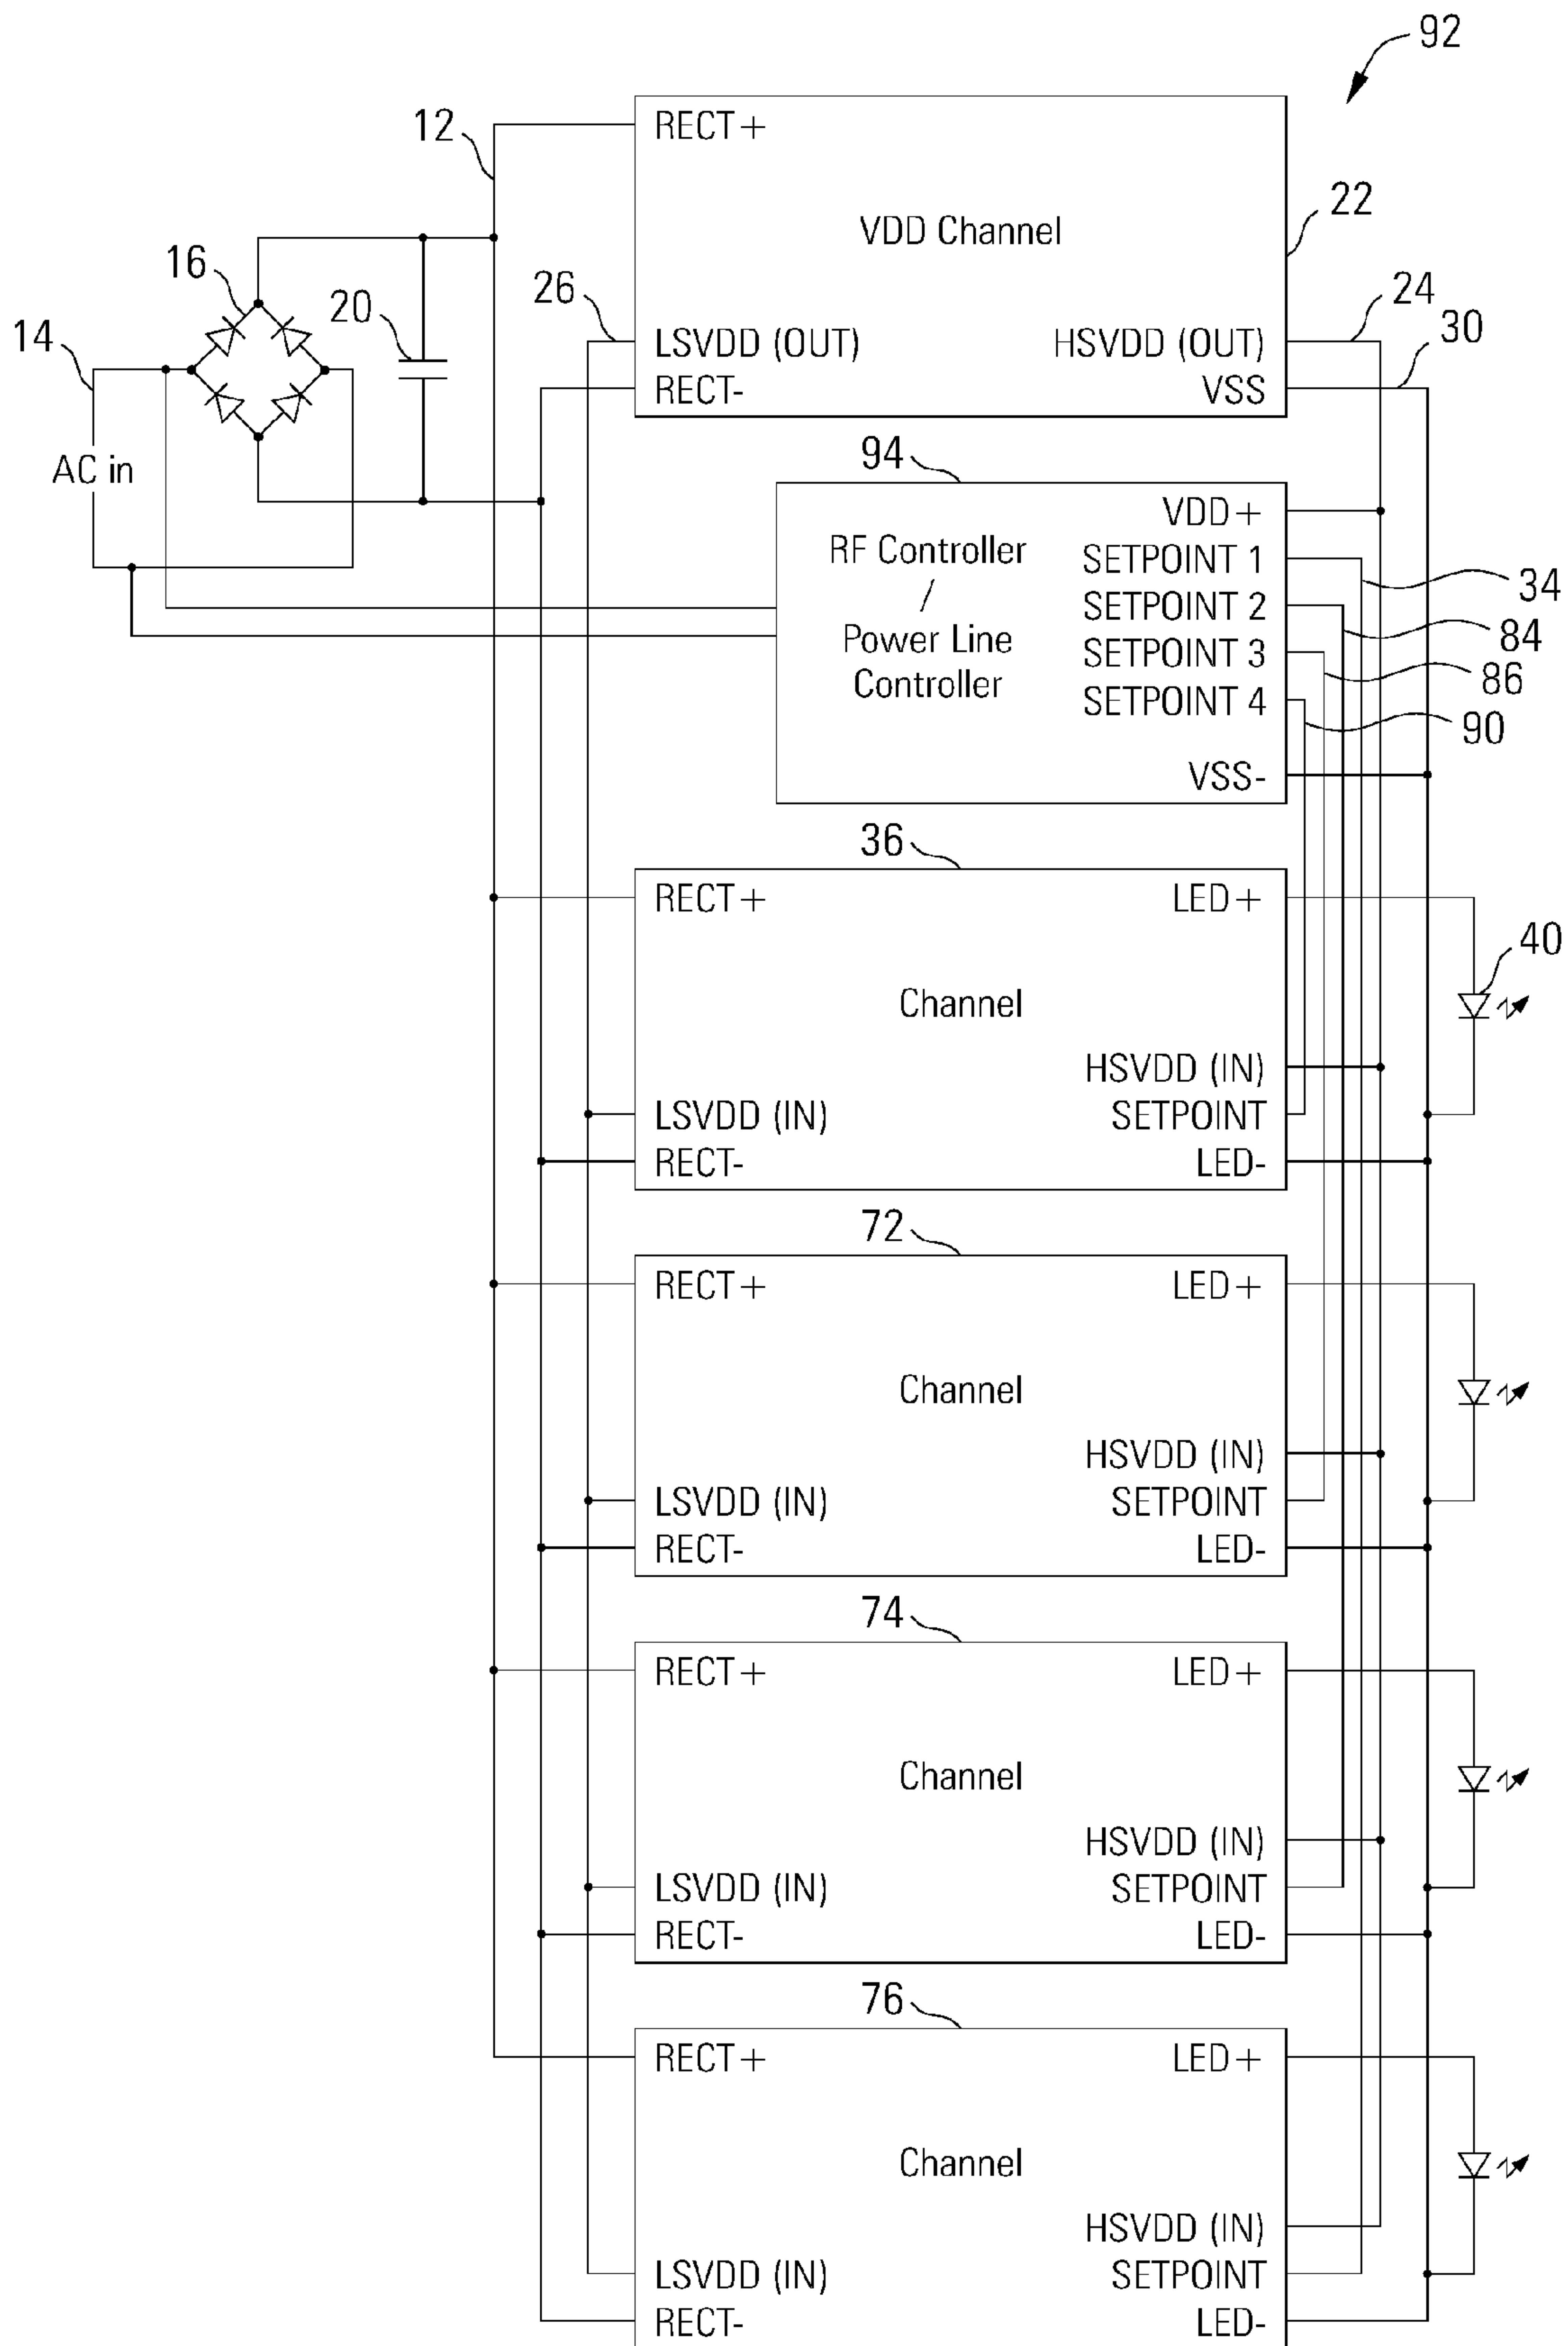 92
12
RECT+
22
VDD Channel
16
26
24
20
30
14
LSVDD (OUT)
HSVDD (OUT)
RECT-
VSS
AC in
94
VDD+
RF Controller
/
Power Line
Controller
SETPOINT 1
34
SETPOINT 2
84
SETPOINT 3
86
SETPOINT 4
90
VSS-
36
RECT+
LED+
40
Channel
HSVDD (IN)
LSVDD (IN)
SETPOINT
RECT-
LED-
72
RECT+
LED+
Channel
HSVDD (IN)
LSVDD (IN)
SETPOINT
RECT-
LED-
74
RECT+
LED+
Channel
HSVDD (IN)
LSVDD (IN)
SETPOINT
RECT-
LED-
76
RECT+
LED+
Channel
HSVDD (IN)
LSVDD (IN)
SETPOINT
RECT-
LED-